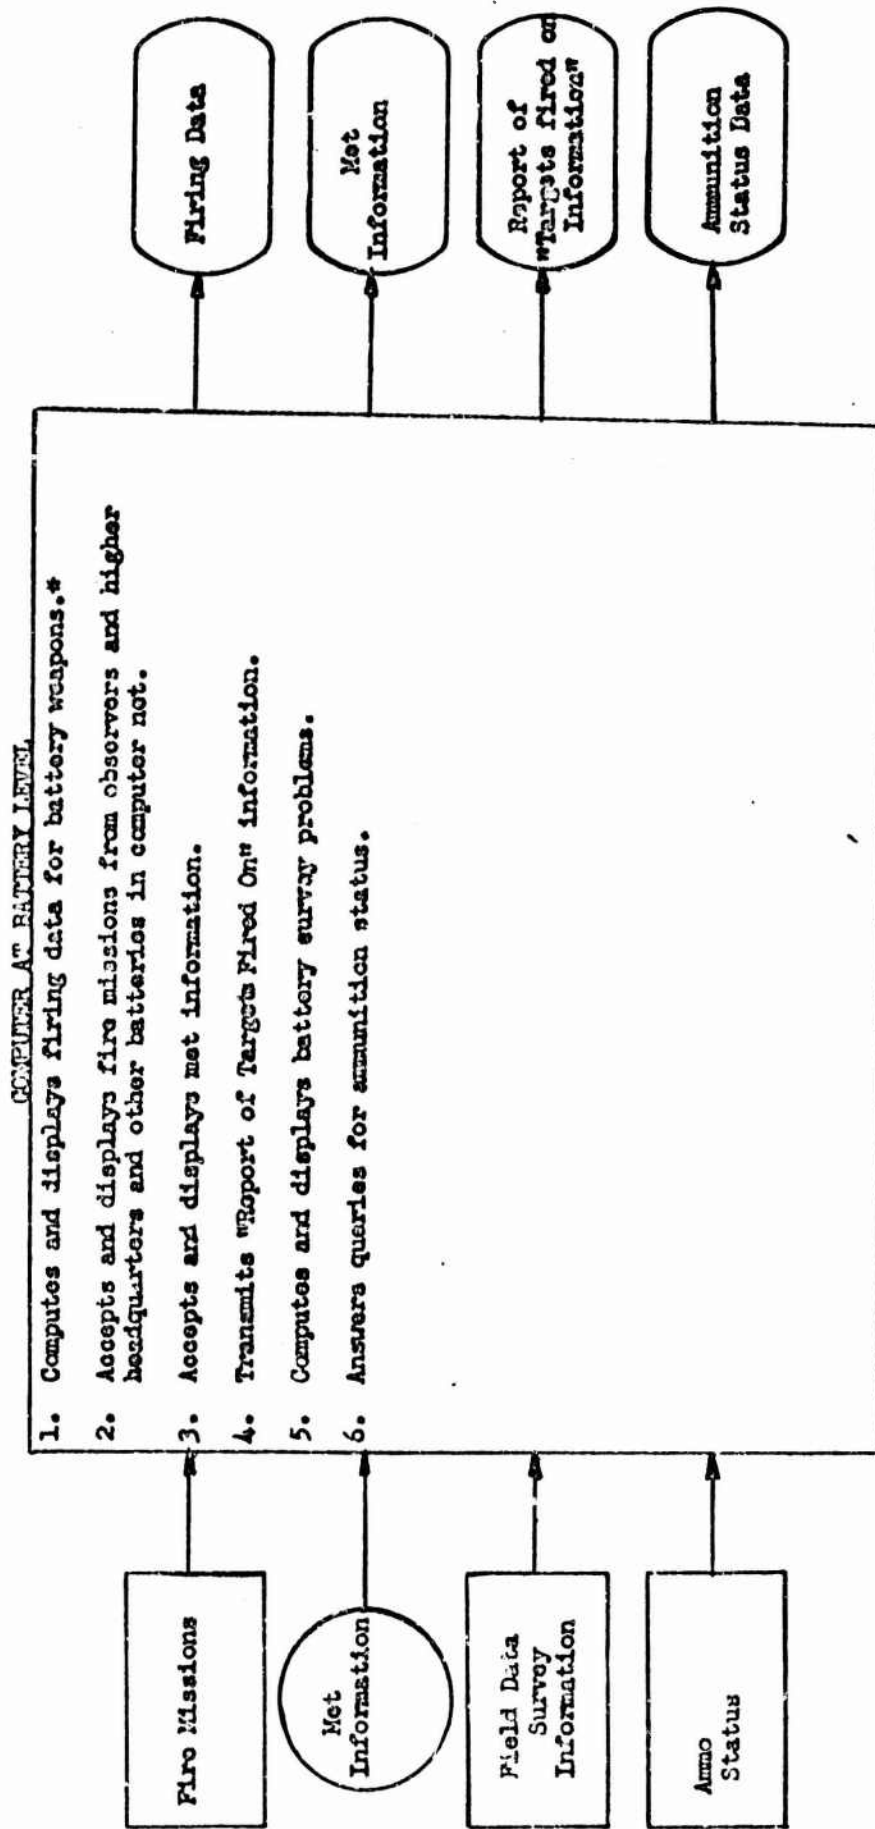 COMPUTER AT BATTERY LEVEL
Fire Missions
Met
Information
Field Data
Survey
Information
Ammo
Status
1. Computes and displays firing data for battery weapons.*
2. Accepts and displays fire missions from observers and higher
headquarters and other batteries in computer net.
3. Accepts and displays met information.
4. Transmits "Report of Targets Fired On" information.
5. Computes and displays battery survey problems.
6. Answers queries for ammunition status.
Firing Data
Met
Information
Report of
"Targets fired on
Information"
Ammunition
Status Data